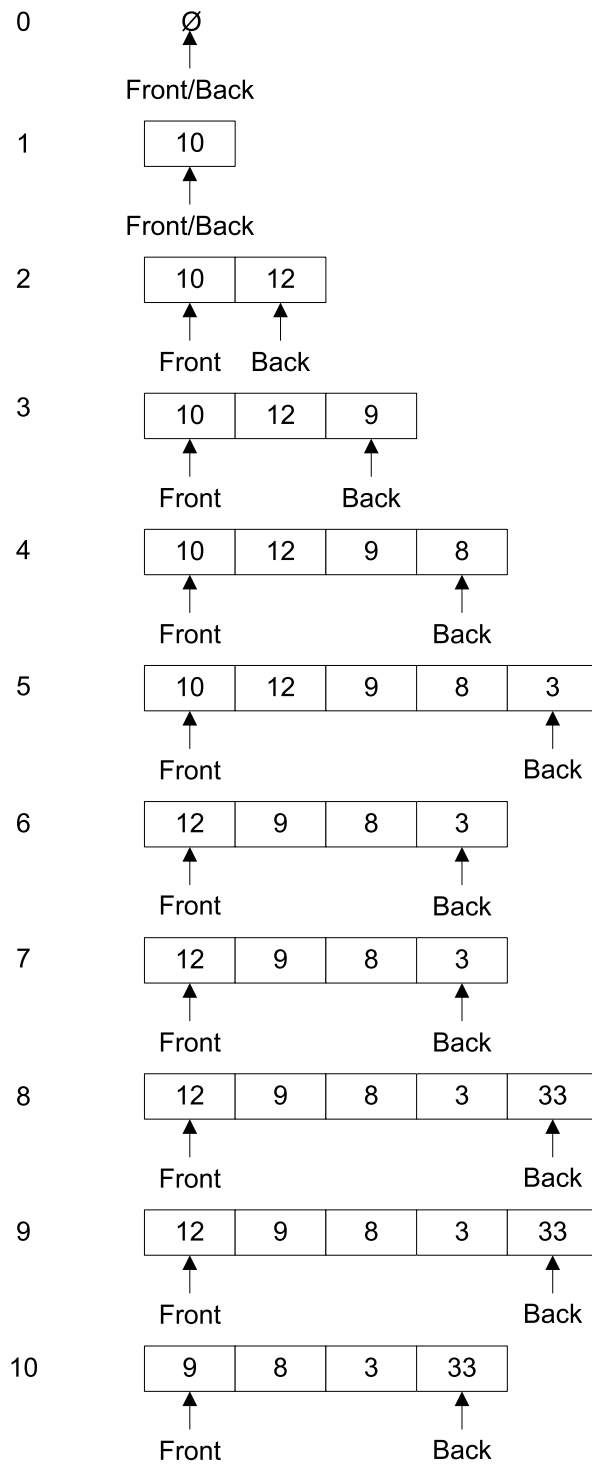 0 Ø
Front/Back
1 10
Front/Back
2 10 12
Front Back
3 10 12 9
Front Back
4 10 12 9 8
Front Back
5 10 12 9 8 3
Front Back
6 12 9 8 3
Front Back
7 12 9 8 3
Front Back
8 12 9 8 3 33
Front Back
9 12 9 8 3 33
Front Back
10 9 8 3 33
Front Back